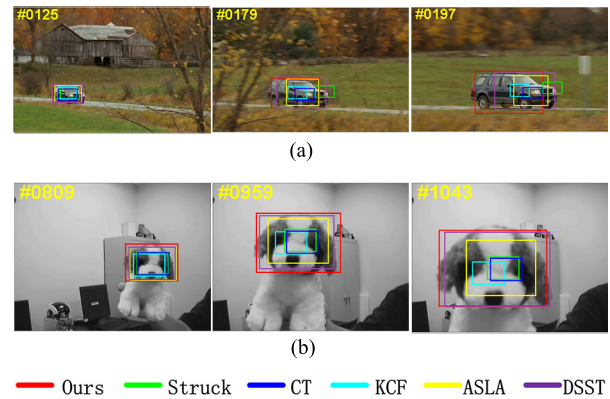 #0125 #0179 #0197
(a)
#0809 #0959 #1043
(b)
Ours Struck CT KCF ASLA DSST